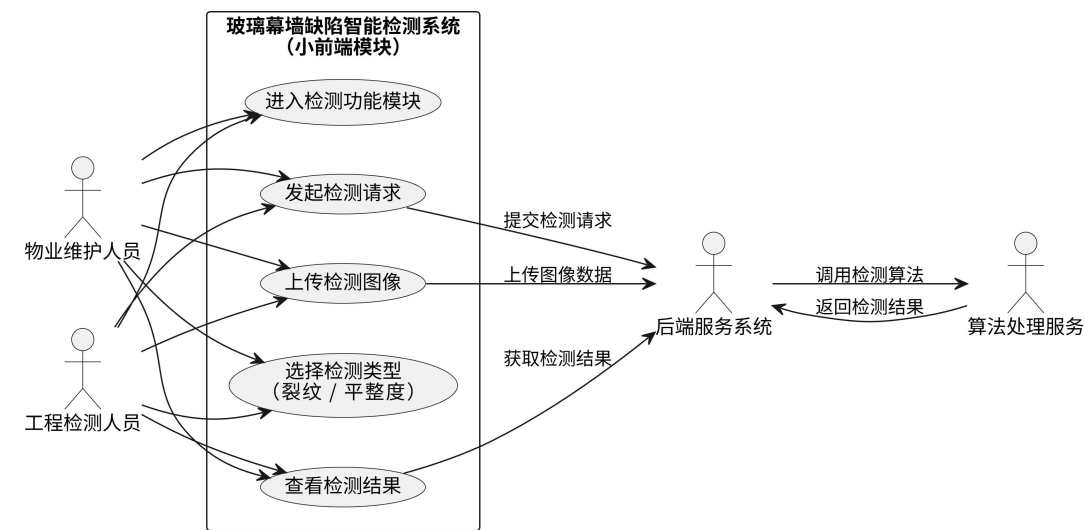 玻璃幕墙缺陷智能检测系统
（小前端模块）
进入检测功能模块
发起检测请求
提交检测请求
物业维护人员
上传检测图像
上传图像数据
调用检测算法
返回检测结果
后端服务系统
算法处理服务
获取检测结果
选择检测类型
（裂纹 / 平整度）
工程检测人员
查看检测结果